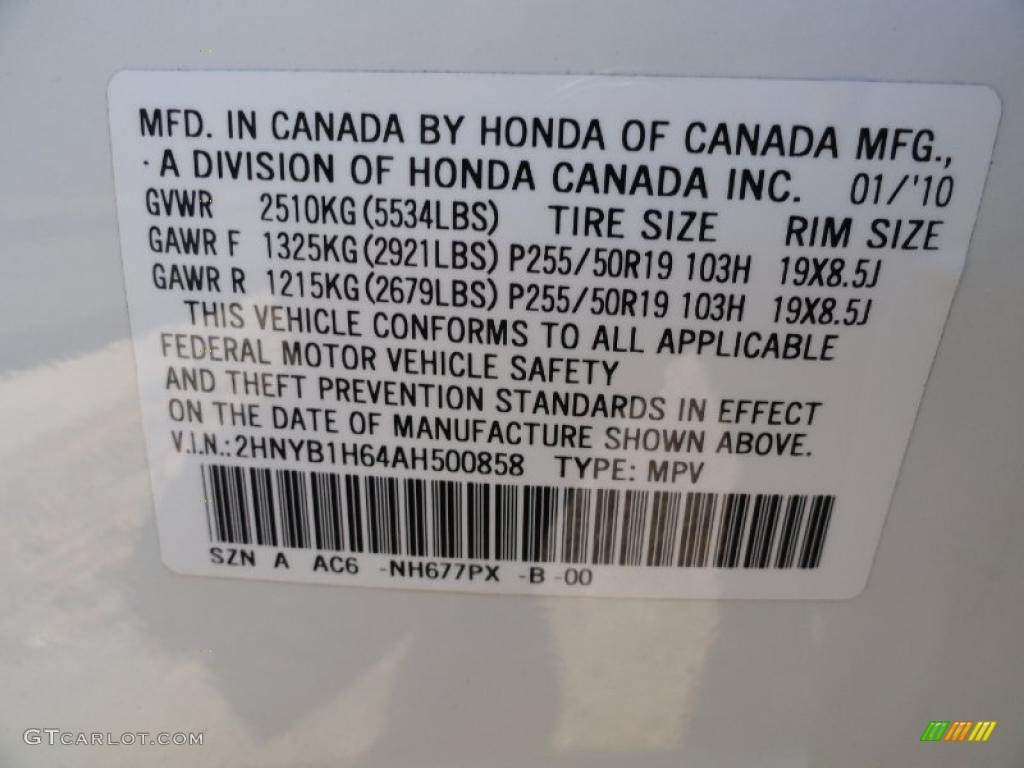 MFD. IN CANADA BY HONDA OF CANADA MFG.,
· A DIVISION OF HONDA CANADA INC. 01/'10
GVWR 2510KG(5534LBS) TIRE SIZE RIM SIZE
GAWR F 1325KG(2921LBS) P255/50R19 103H 19X8.5J
GAWR R 1215KG(2679LBS) P255/50R19 103H 19X8.5J
THIS VEHICLE CONFORMS TO ALL APPLICABLE
FEDERAL MOTOR VEHICLE SAFETY
AND THEFT PREVENTION STANDARDS IN EFFECT
ON THE DATE OF MANUFACTURE SHOWN ABOVE.
V.I.N.:2HNYB1H64AH500858 TYPE: MPV
SZN A AC6 -NH677PX -B -00
GTCARLOT.COM